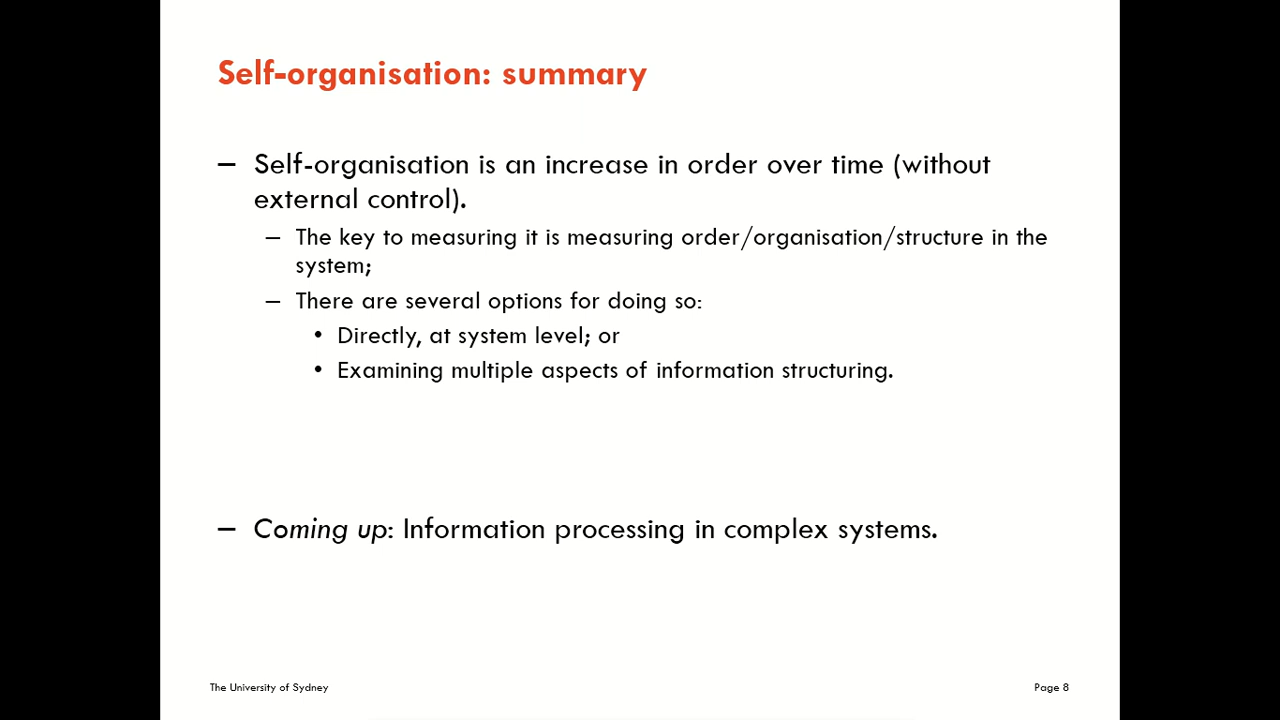 Self-organisation: summary
– Self-organisation is an increase in order over time (without
external control).
– The key to measuring it is measuring order/organisation/structure in the
system;
– There are several options for doing so:
• Directly, at system level; or
• Examining multiple aspects of information structuring.
– Coming up: Information processing in complex systems.
The University of Sydney
Page 8